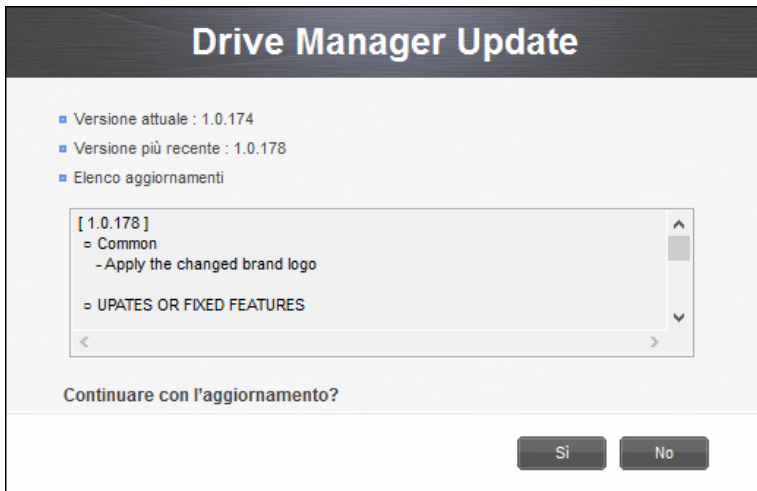 Drive Manager Update
Versione attuale : 1.0.174
Versione più recente : 1.0.178
Elenco aggiornamenti
[ 1.0.178 ]
¤ Common
- Apply the changed brand logo
¤ UPATES OR FIXED FEATURES
Continuare con l'aggiornamento?
Sì No